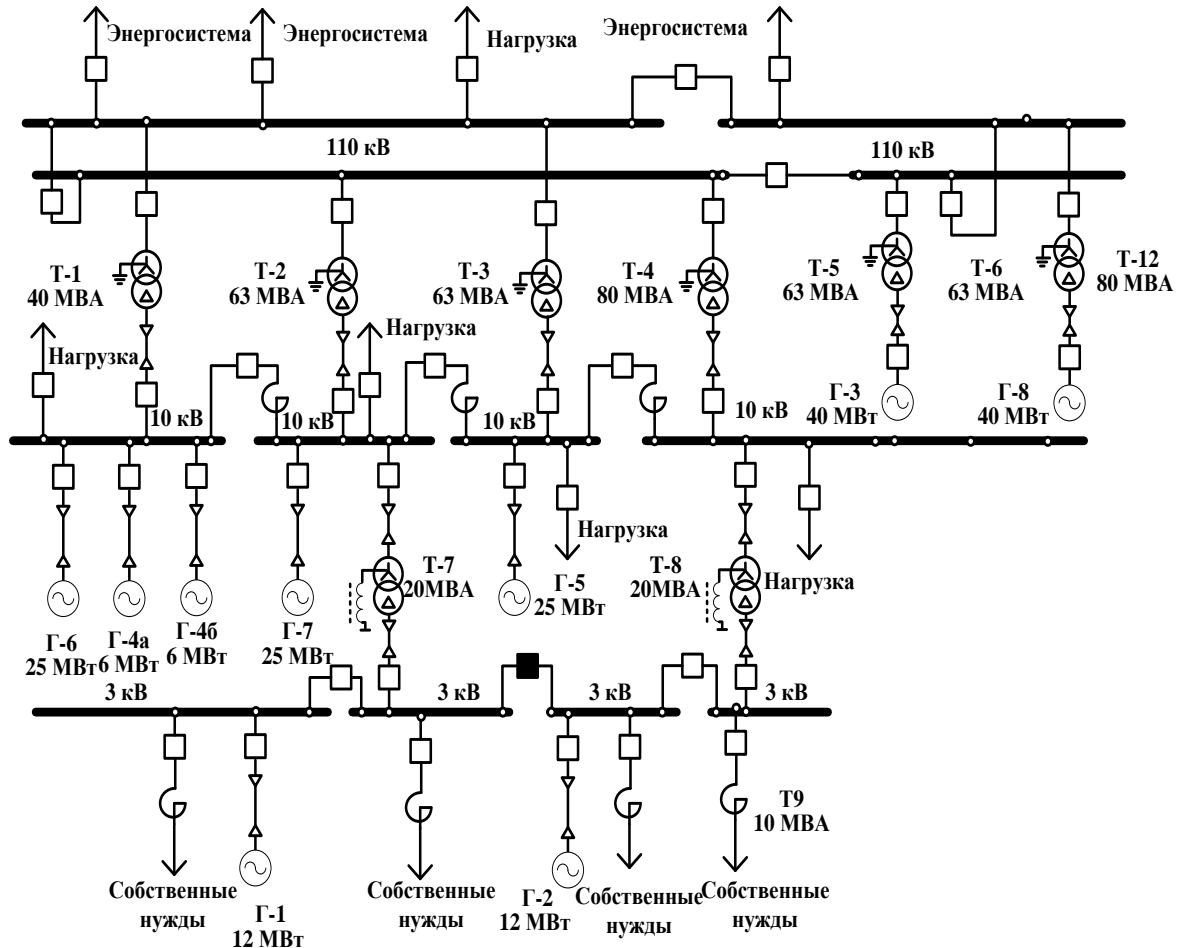 Энергосистема
Энергосистема
Нагрузка
Энергосистема
110 кВ
110 кВ
Т-1
40 МВА
Т-2
63 МВА
Т-3
63 МВА
Т-4
80 МВА
Т-5
63 МВА
Т-6
63 МВА
Т-12
80 МВА
Нагрузка
Нагрузка
10 кВ
10 кВ
10 кВ
10 кВ
Г-3
40 МВт
Г-8
40 МВт
Нагрузка
Т-7
20МВА
Г-5
25 МВт
Т-8
20МВА
Нагрузка
Г-6
25 МВт
Г-4а
6 МВт
Г-4б
6 МВт
Г-7
25 МВт
3 кВ
3 кВ
3 кВ
3 кВ
Т9
10 МВА
Собственные
нужды
Г-1
12 МВт
Собственные
нужды
Г-2
12 МВт
Собственные
нужды
Собственные
нужды